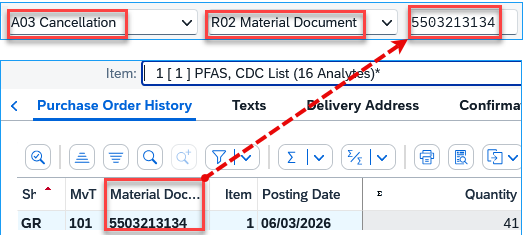 A03 Cancellation R02 Material Document 5503213134
Item: 1 [ 1 ] PFAS, CDC List (16 Analytes)*
Purchase Order History Texts Delivery Address Confirma
Sh MvT Material Doc... Item Posting Date Σ Quantity
GR 101 5503213134 1 06/03/2026 41